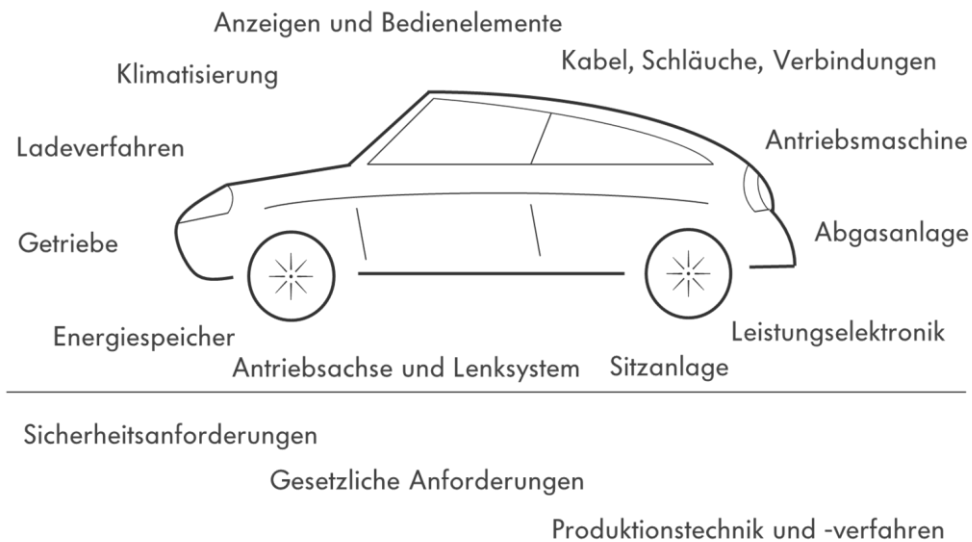 Anzeigen und Bedienelemente
Kabel, Schläuche, Verbindungen
Klimatisierung
Antriebsmaschine
Ladeverfahren
Abgasanlage
Getriebe
Leistungselektronik
Energiespeicher
Antriebsachse und Lenksystem
Sitzanlage
Sicherheitsanforderungen
Gesetzliche Anforderungen
Produktionstechnik und -verfahren